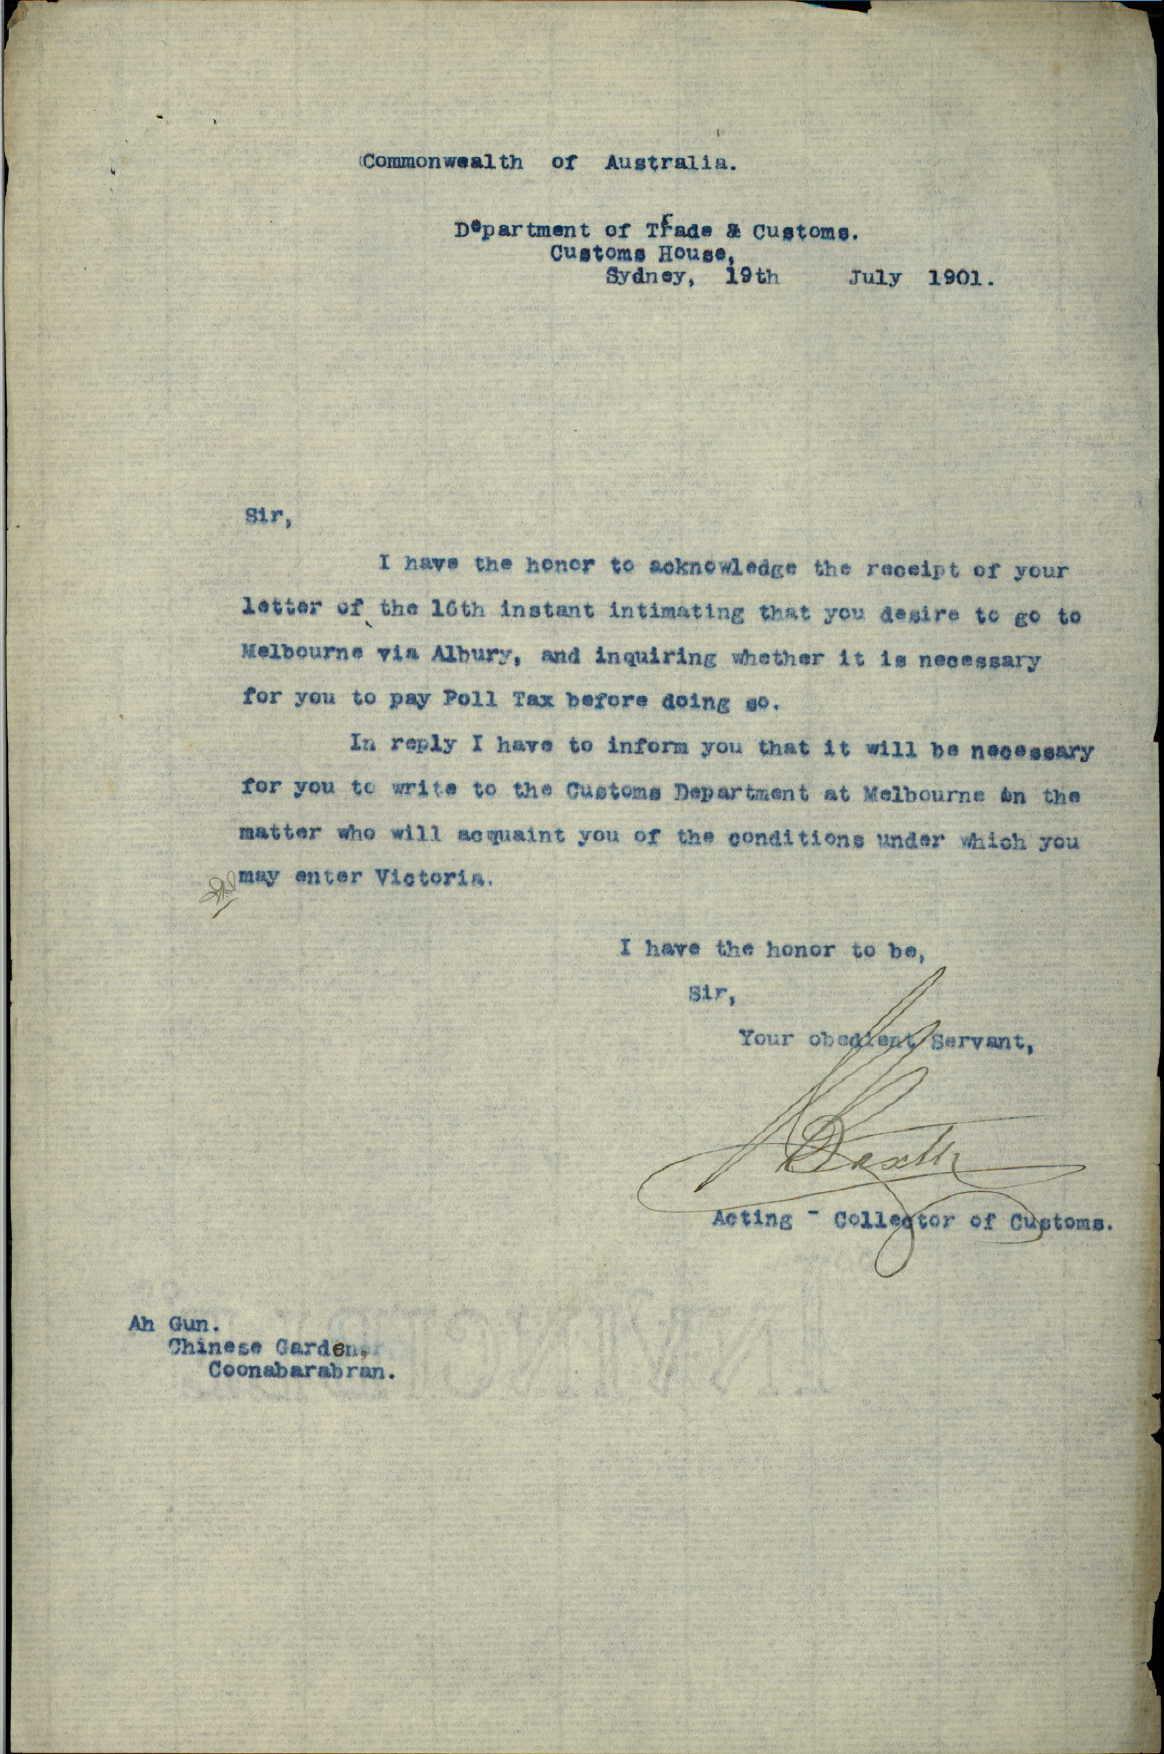 Commonwealth of Australia.
Department of Trade & Customs.
Customs House,
Sydney, 19th July 1901.
Sir,
I have the honor to acknowledge the receipt of your
letter of the 16th instant intimating that you desire to go to
Melbourne via Albury, and inquiring whether it is necessary
for you to pay Poll Tax before doing so.
In reply I have to inform you that it will be necessary
for you to write to the Customs Department at Melbourne in the
matter who will acquaint you of the conditions under which you
may enter Victoria.
I have the honor to be,
Sir,
Your obedient Servant,
Acting - Collector of Customs.
Ah Gun.
Chinese Garden,
Coonabarabran.